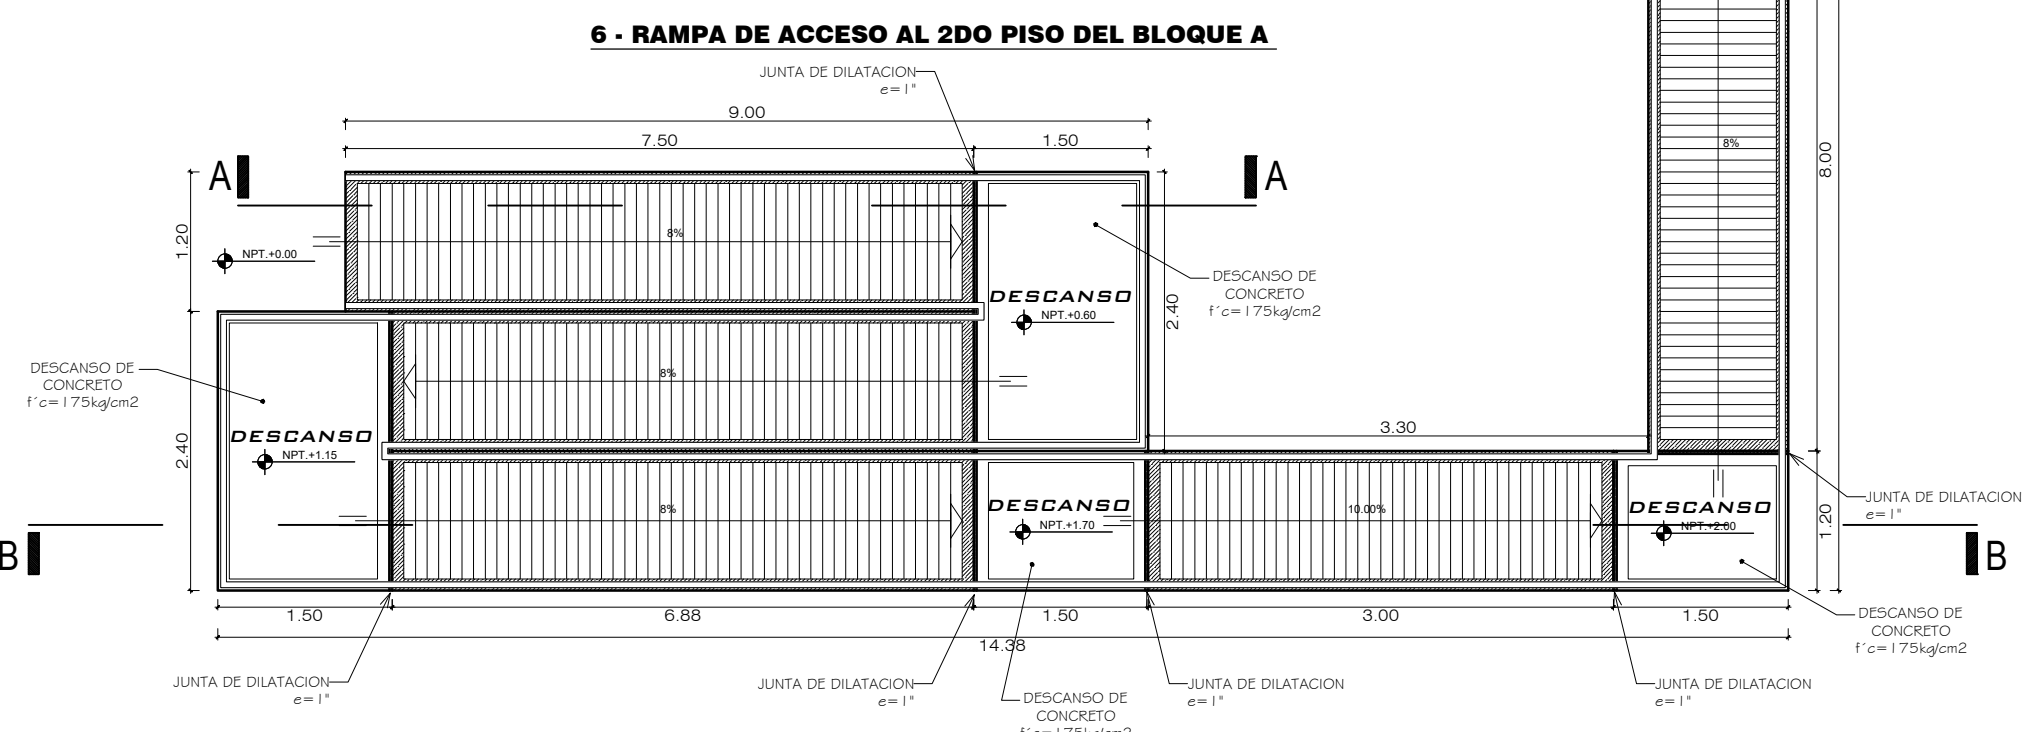 6 - RAMPA DE ACCESO AL 2DO PISO DEL BLOQUE A
JUNTA DE DILATACION
e=1"
9.00
7.50
1.50
A
A
8%
8.00
1.20
8%
NPT.+0.00
DESCANSO DE
CONCRETO
f´c=175kg/cm2
DESCANSO
NPT.+0.60
2.40
DESCANSO DE
CONCRETO
f´c=175kg/cm2
8%
2.40
DESCANSO
NPT.+1.15
3.30
8%
DESCANSO
NPT.+1.70
10.00%
DESCANSO
NPT.+2.00
JUNTA DE DILATACION
e=1"
1.20
B
B
1.50
6.88
1.50
3.00
1.50
14.38
DESCANSO DE
CONCRETO
f´c=175kg/cm2
JUNTA DE DILATACION
e=1"
JUNTA DE DILATACION
e=1"
DESCANSO DE
CONCRETO
f´c=175kg/cm2
JUNTA DE DILATACION
e=1"
JUNTA DE DILATACION
e=1"